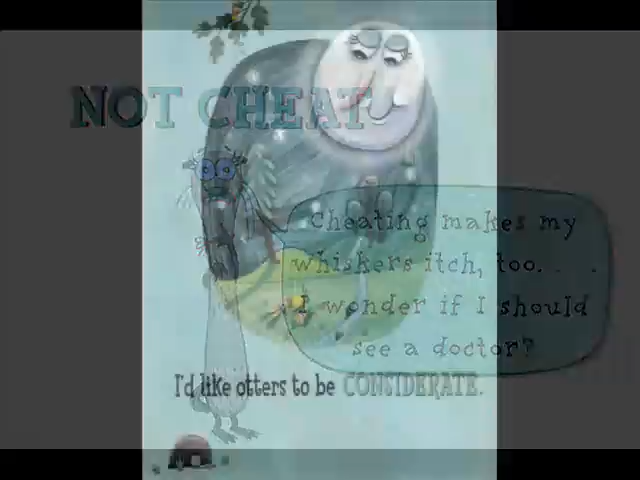 NOT CHEAT
Cheating makes my
whiskers itch, too. . . .
I wonder if I should
see a doctor?
I'd like otters to be CONSIDERATE.